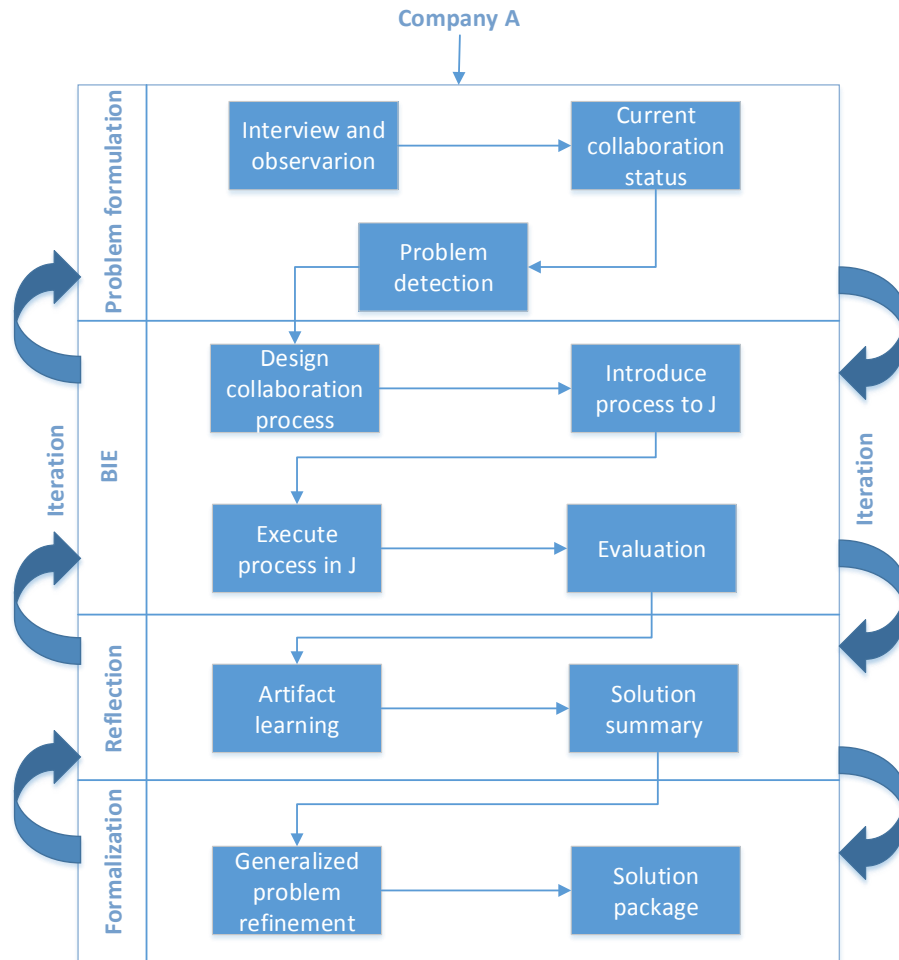 Company A
Problem formulation
Interview and
observarion
Current
collaboration
status
Problem
detection
BIE
Iteration
Design
collaboration
process
Introduce
process to J
Iteration
Execute
process in J
Evaluation
Reflection
Artifact
learning
Solution
summary
Formalization
Generalized
problem
refinement
Solution
package